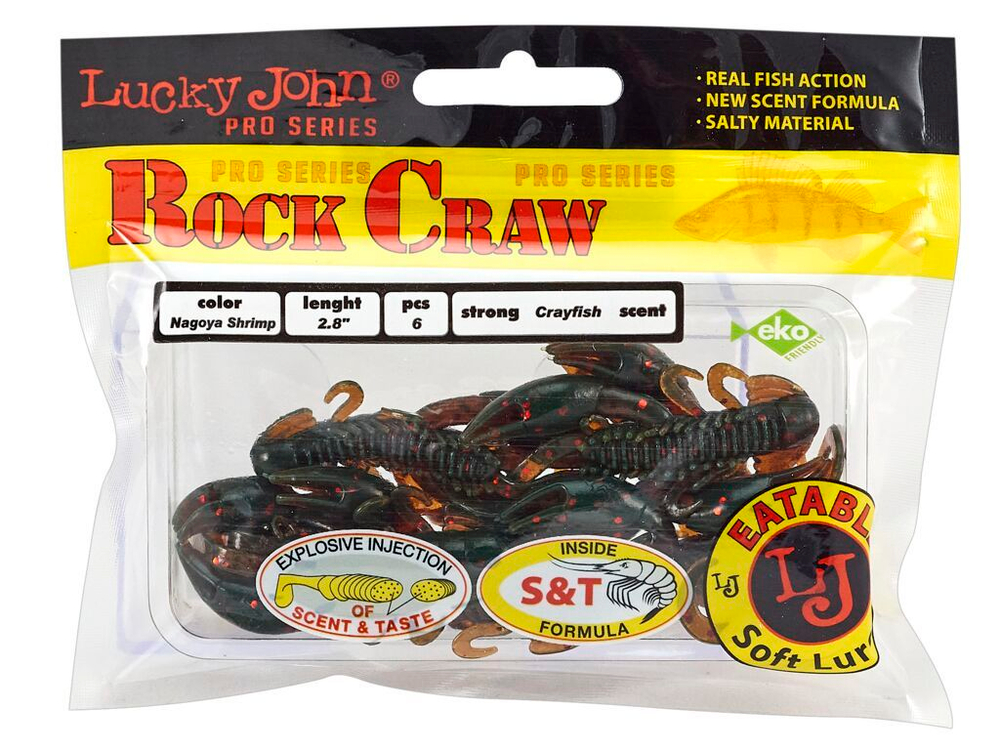 Lucky John®
PRO SERIES
• REAL FISH ACTION
• NEW SCENT FORMULA
• SALTY MATERIAL
PRO SERIES PRO SERIES
ROCK CRAW
color
Nagoya Shrimp
lenght
2.8"
pcs
6
strong Crayfish scent
eko
FRIENDLY
EXPLOSIVE INJECTION
OF
SCENT & TASTE
INSIDE
S&T
FORMULA
EATABL
LJ
LJ
Soft Lur